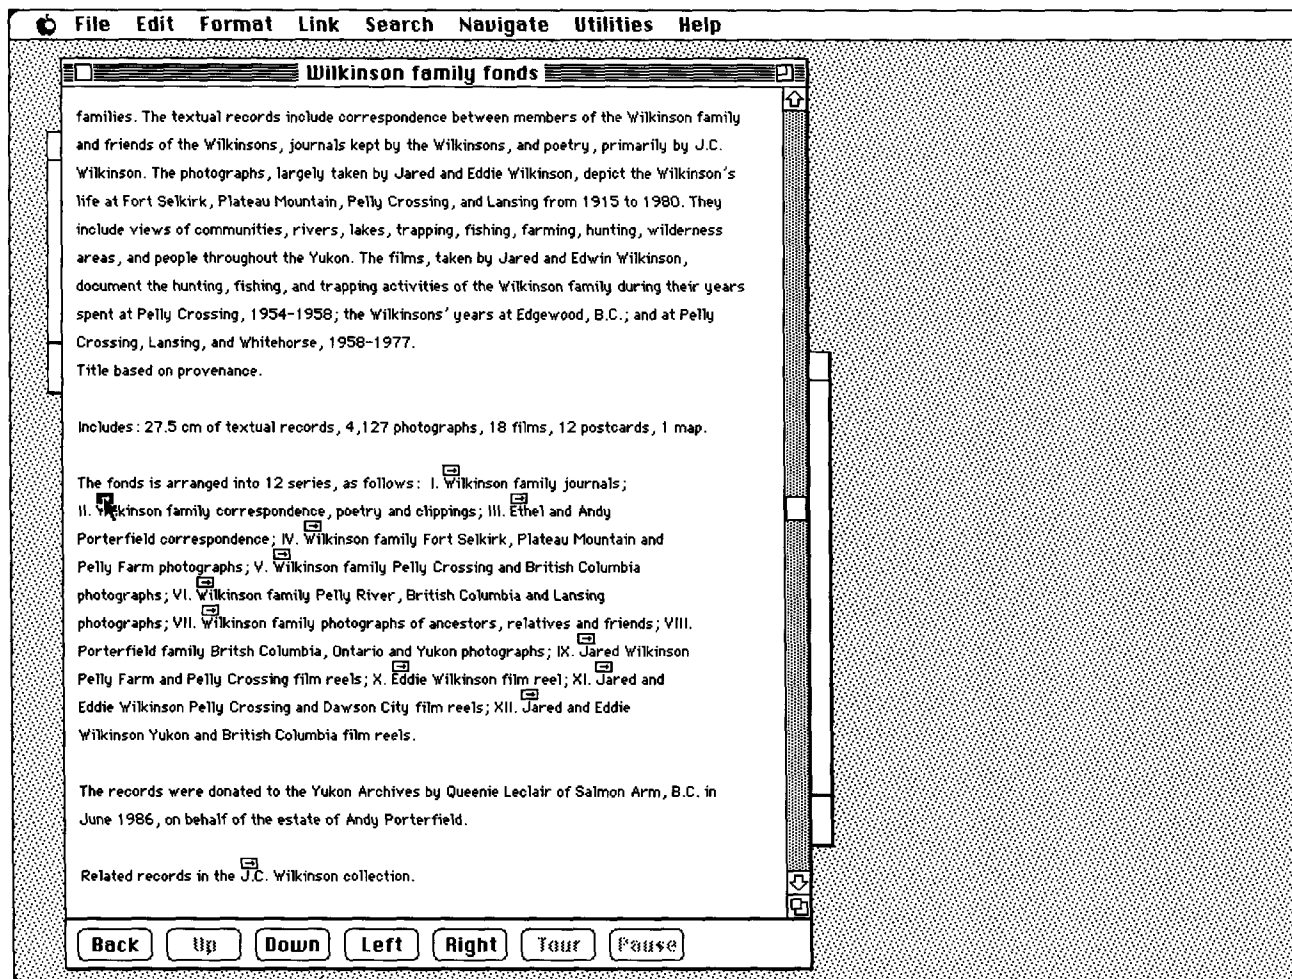 File Edit Format Link Search Navigate Utilities Help
Wilkinson family fonds
families. The textual records include correspondence between members of the Wilkinson family
and friends of the Wilkinsons, journals kept by the Wilkinsons, and poetry, primarily by J.C.
Wilkinson. The photographs, largely taken by Jared and Eddie Wilkinson, depict the Wilkinson's
life at Fort Selkirk, Plateau Mountain, Pelly Crossing, and Lansing from 1915 to 1980. They
include views of communities, rivers, lakes, trapping, fishing, farming, hunting, wilderness
areas, and people throughout the Yukon. The films, taken by Jared and Edwin Wilkinson,
document the hunting, fishing, and trapping activities of the Wilkinson family during their years
spent at Pelly Crossing, 1954-1958; the Wilkinsons' years at Edgewood, B.C.; and at Pelly
Crossing, Lansing, and Whitehorse, 1958-1977.
Title based on provenance.
Includes: 27.5 cm of textual records, 4,127 photographs, 18 films, 12 postcards, 1 map.
The fonds is arranged into 12 series, as follows: I. Wilkinson family journals;
II. Wilkinson family correspondence, poetry and clippings; III. Ethel and Andy
Porterfield correspondence; IV. Wilkinson family Fort Selkirk, Plateau Mountain and
Pelly Farm photographs; V. Wilkinson family Pelly Crossing and British Columbia
photographs; VI. Wilkinson family Pelly River, British Columbia and Lansing
photographs; VII. Wilkinson family photographs of ancestors, relatives and friends; VIII.
Porterfield family Britsh Columbia, Ontario and Yukon photographs; IX. Jared Wilkinson
Pelly Farm and Pelly Crossing film reels; X. Eddie Wilkinson film reel; XI. Jared and
Eddie Wilkinson Pelly Crossing and Dawson City film reels; XII. Jared and Eddie
Wilkinson Yukon and British Columbia film reels.
The records were donated to the Yukon Archives by Queenie Leclair of Salmon Arm, B.C. in
June 1986, on behalf of the estate of Andy Porterfield.
Related records in the J.C. Wilkinson collection.
Back Up Down Left Right Tour Pause